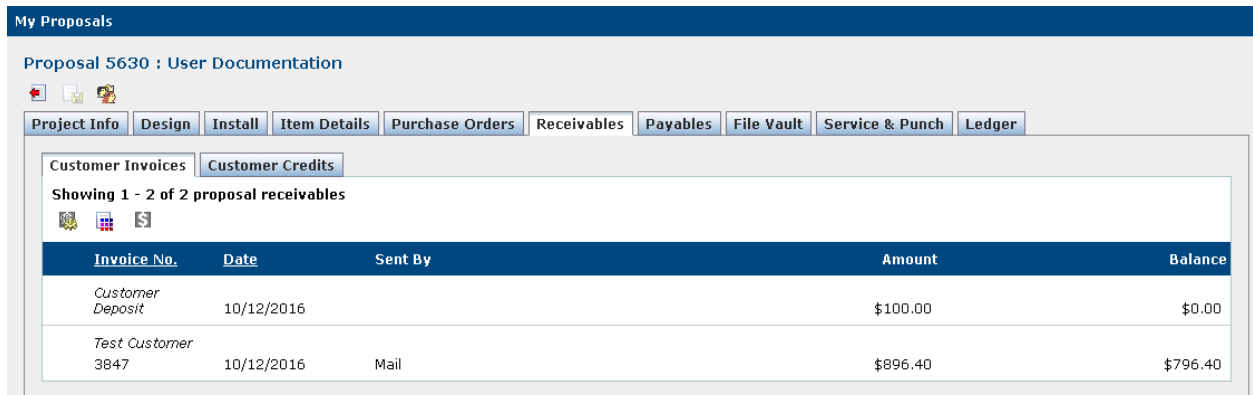 My Proposals
Proposal 5630 : User Documentation
Project Info Design Install Item Details Purchase Orders Receivables Payables File Vault Service & Punch Ledger
Customer Invoices Customer Credits
Showing 1 - 2 of 2 proposal receivables
Invoice No. Date Sent By Amount Balance
Customer
Deposit 10/12/2016 $100.00 $0.00
Test Customer
3847 10/12/2016 Mail $896.40 $796.40